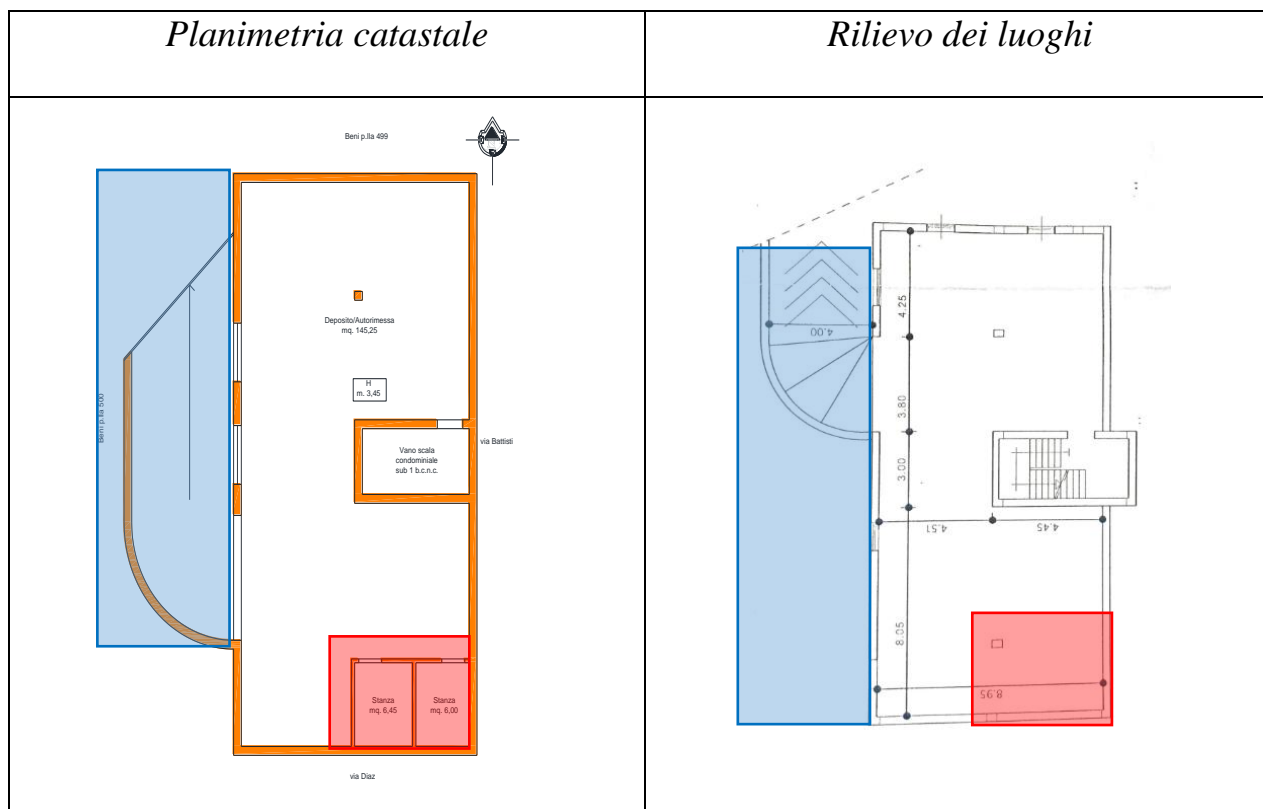 Planimetria catastale
Rilievo dei luoghi
Beni p.lla 499
Deposito/Autorimessa
mq. 145,25
H
m. 3,45
Beni p.lla 500
Vano scala
condominiale
sub 1 b.c.n.c.
via Battisti
Stanza
mq. 6,45
Stanza
mq. 6,00
via Diaz
4.25
4.00
3.80
3.00
4.51
4.45
8.05
8.95